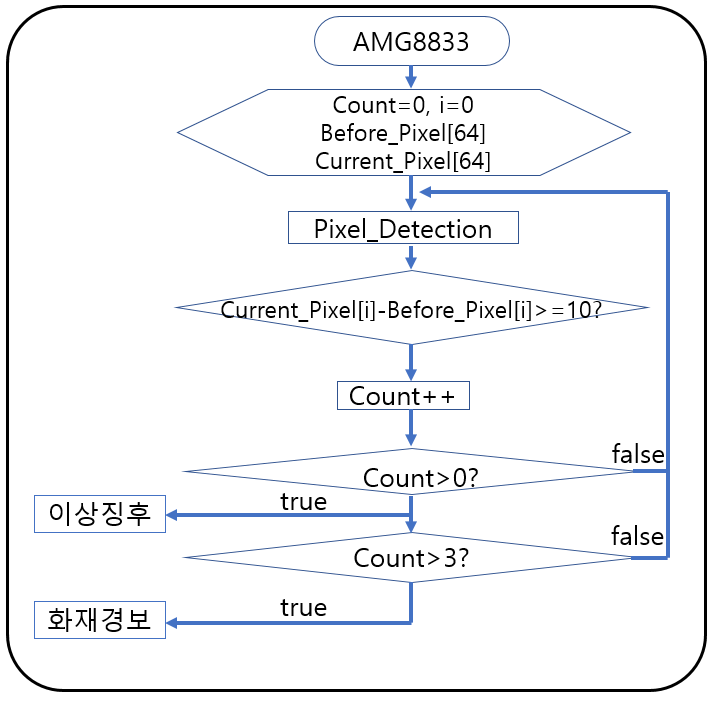 AMG8833
Count=0, i=0
Before_Pixel[64]
Current_Pixel[64]
Pixel_Detection
Current_Pixel[i]-Before_Pixel[i]>=10?
Count++
false
Count>0?
true
이상징후
false
Count>3?
true
화재경보